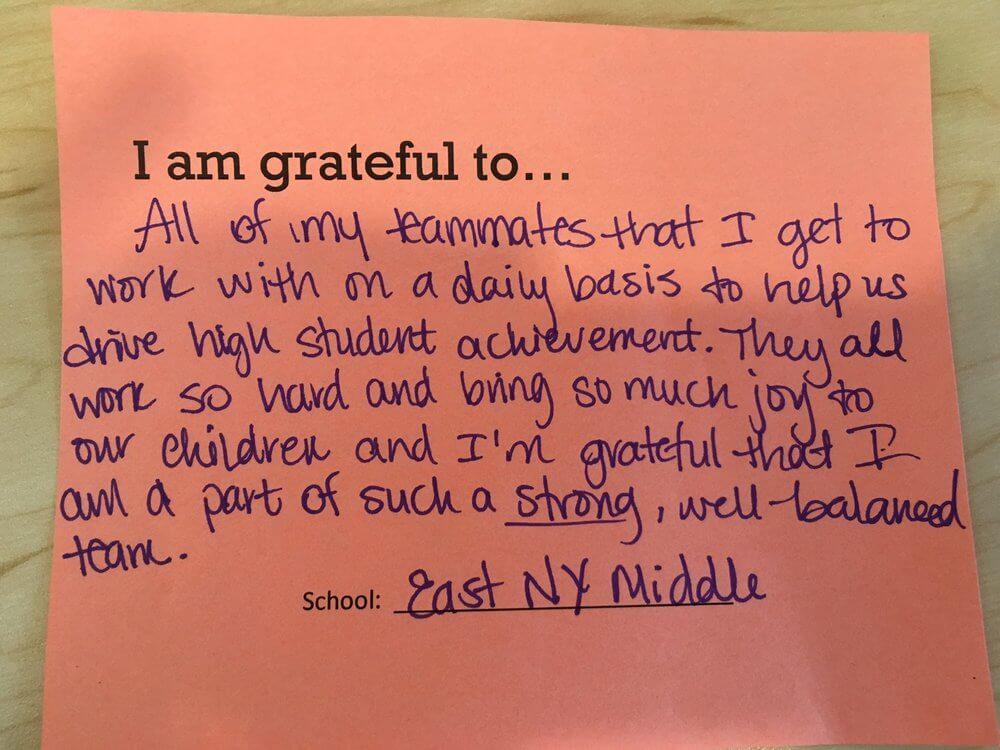 I am grateful to...
All of my teammates that I get to
work with on a daily basis to help us
drive high student achievement. They all
work so hard and bring so much joy to
our children and I'm grateful that I
am a part of such a strong, well-balanced
team.
School: East NY Middle